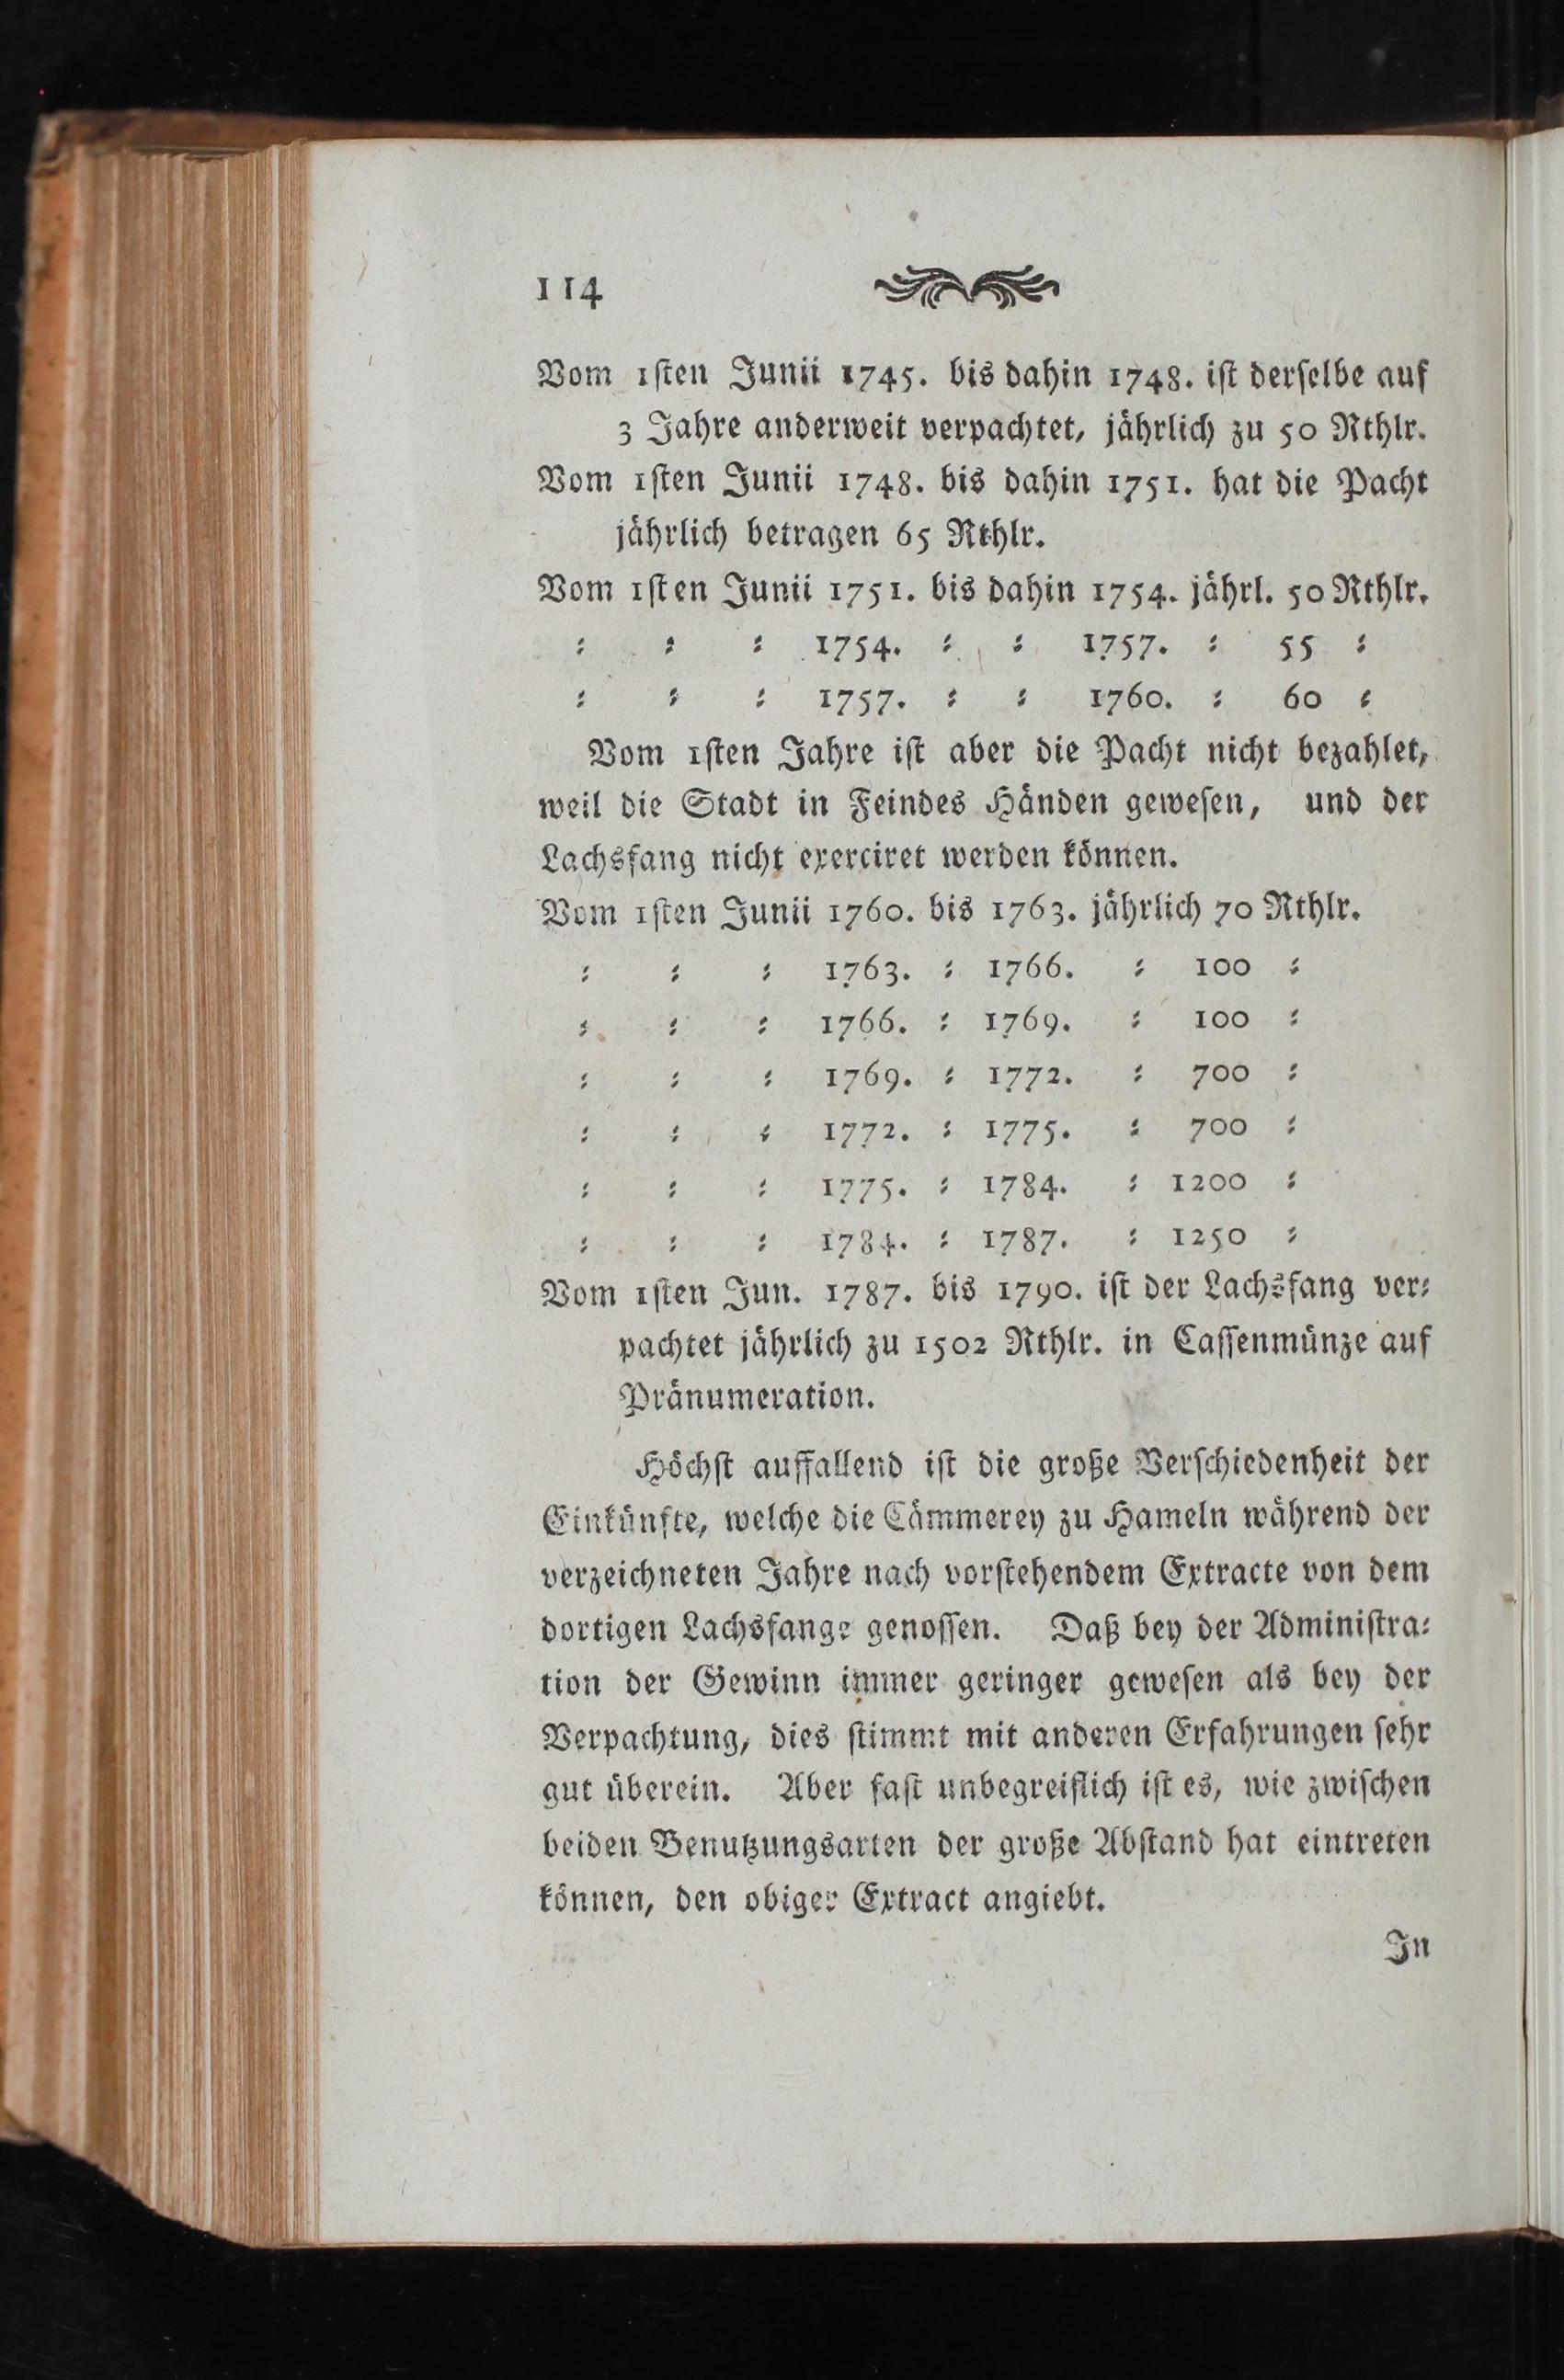 114
Vom 1ſten Junii 1745. bis dahin 1748. iſt derſelbe auf
3 Jahre anderweit verpachtet, jährlich zu 50 Rthlr.
Vom 1ſten Junii 1748. bis dahin 1751. hat die Pacht
jährlich betragen 65 Rthlr.
Vom 1ſten Junii 1751. bis dahin 1754. jährl. 50 Rthlr.
⸗ ⸗ ⸗ 1754. ⸗ ⸗ 1757. ⸗ 55 ⸗
⸗ ⸗ ⸗ 1757. ⸗ ⸗ 1760. ⸗ 60 ⸗
Vom 1ſten Jahre iſt aber die Pacht nicht bezahlet,
weil die Stadt in Feindes Händen geweſen, und der
Lachsfang nicht exerciret werden können.
Vom 1ſten Junii 1760. bis 1763. jährlich 70 Rthlr.
⸗ ⸗ ⸗ 1763. ⸗ 1766. ⸗ 100 ⸗
⸗ ⸗ ⸗ 1766. ⸗ 1769. ⸗ 100 ⸗
⸗ ⸗ ⸗ 1769. ⸗ 1772. ⸗ 700 ⸗
⸗ ⸗ ⸗ 1772. ⸗ 1775. ⸗ 700 ⸗
⸗ ⸗ ⸗ 1775. ⸗ 1784. ⸗ 1200 ⸗
⸗ ⸗ ⸗ 1784. ⸗ 1787. ⸗ 1250 ⸗
Vom 1ſten Jun. 1787. bis 1790. iſt der Lachsfang ver⸗
pachtet jährlich zu 1502 Rthlr. in Caſſenmünze auf
Pränumeration.
Höchſt auffallend iſt die große Verſchiedenheit der
Einkünfte, welche die Cämmerey zu Hameln während der
verzeichneten Jahre nach vorſtehendem Extracte von dem
dortigen Lachsfange genoſſen. Daß bey der Adminiſtra⸗
tion der Gewinn immer geringer geweſen als bey der
Verpachtung, dies ſtimmt mit anderen Erfahrungen ſehr
gut überein. Aber faſt unbegreiflich iſt es, wie zwiſchen
beiden Benutzungsarten der große Abſtand hat eintreten
können, den obiger Extract angiebt.
In